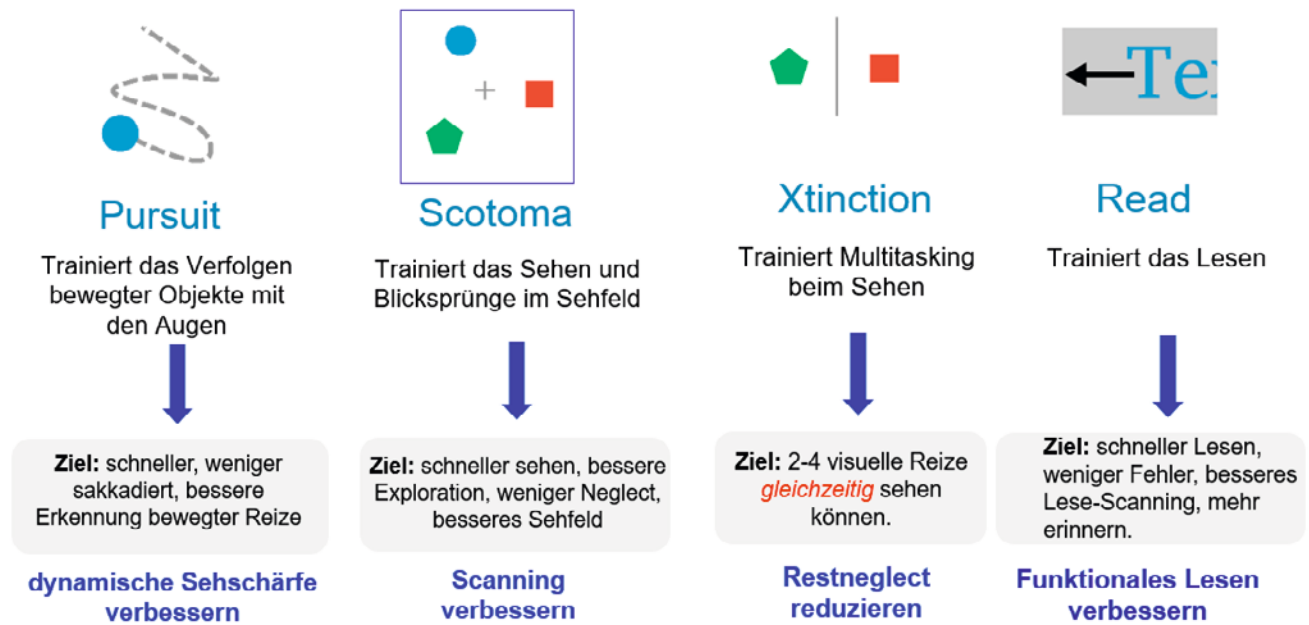 Pursuit
Trainiert das Verfolgen
bewegter Objekte mit
den Augen
Ziel: schneller, weniger
sakkadiert, bessere
Erkennung bewegter Reize
dynamische Sehschärfe
verbessern
Scotoma
Trainiert das Sehen und
Blicksprünge im Sehfeld
Ziel: schneller sehen, bessere
Exploration, weniger Neglect,
besseres Sehfeld
Scanning
verbessern
Xtinction
Trainiert Multitasking
beim Sehen
Ziel: 2-4 visuelle Reize
gleichzeitig sehen
können.
Restneglect
reduzieren
Tex
Read
Trainiert das Lesen
Ziel: schneller Lesen,
weniger Fehler, besseres
Lese-Scanning, mehr
erinnern.
Funktionales Lesen
verbessern